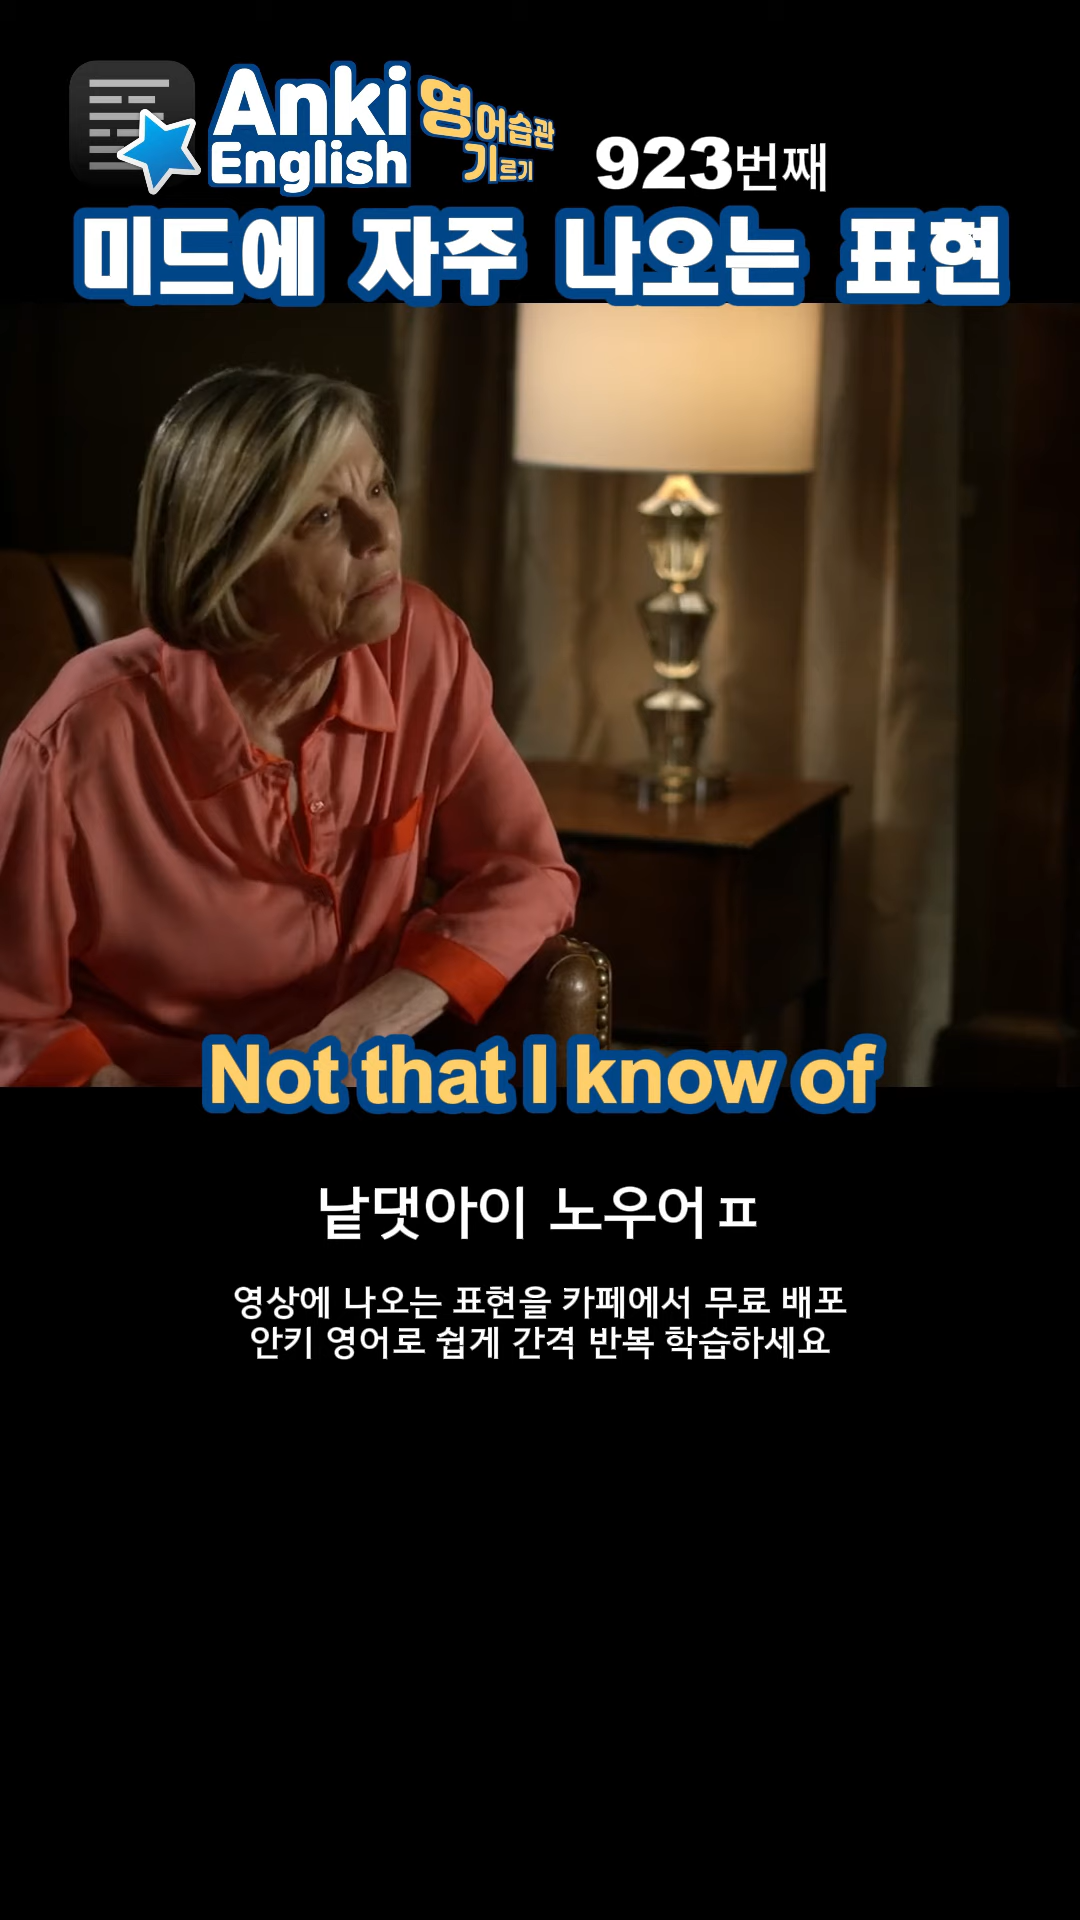 Anki 영어습관
English 기르기
923번째
미드에 자주 나오는 표현
Not that I know of
낱댓아이 노우어ㅍ
영상에 나오는 표현을 카페에서 무료 배포
안키 영어로 쉽게 간격 반복 학습하세요